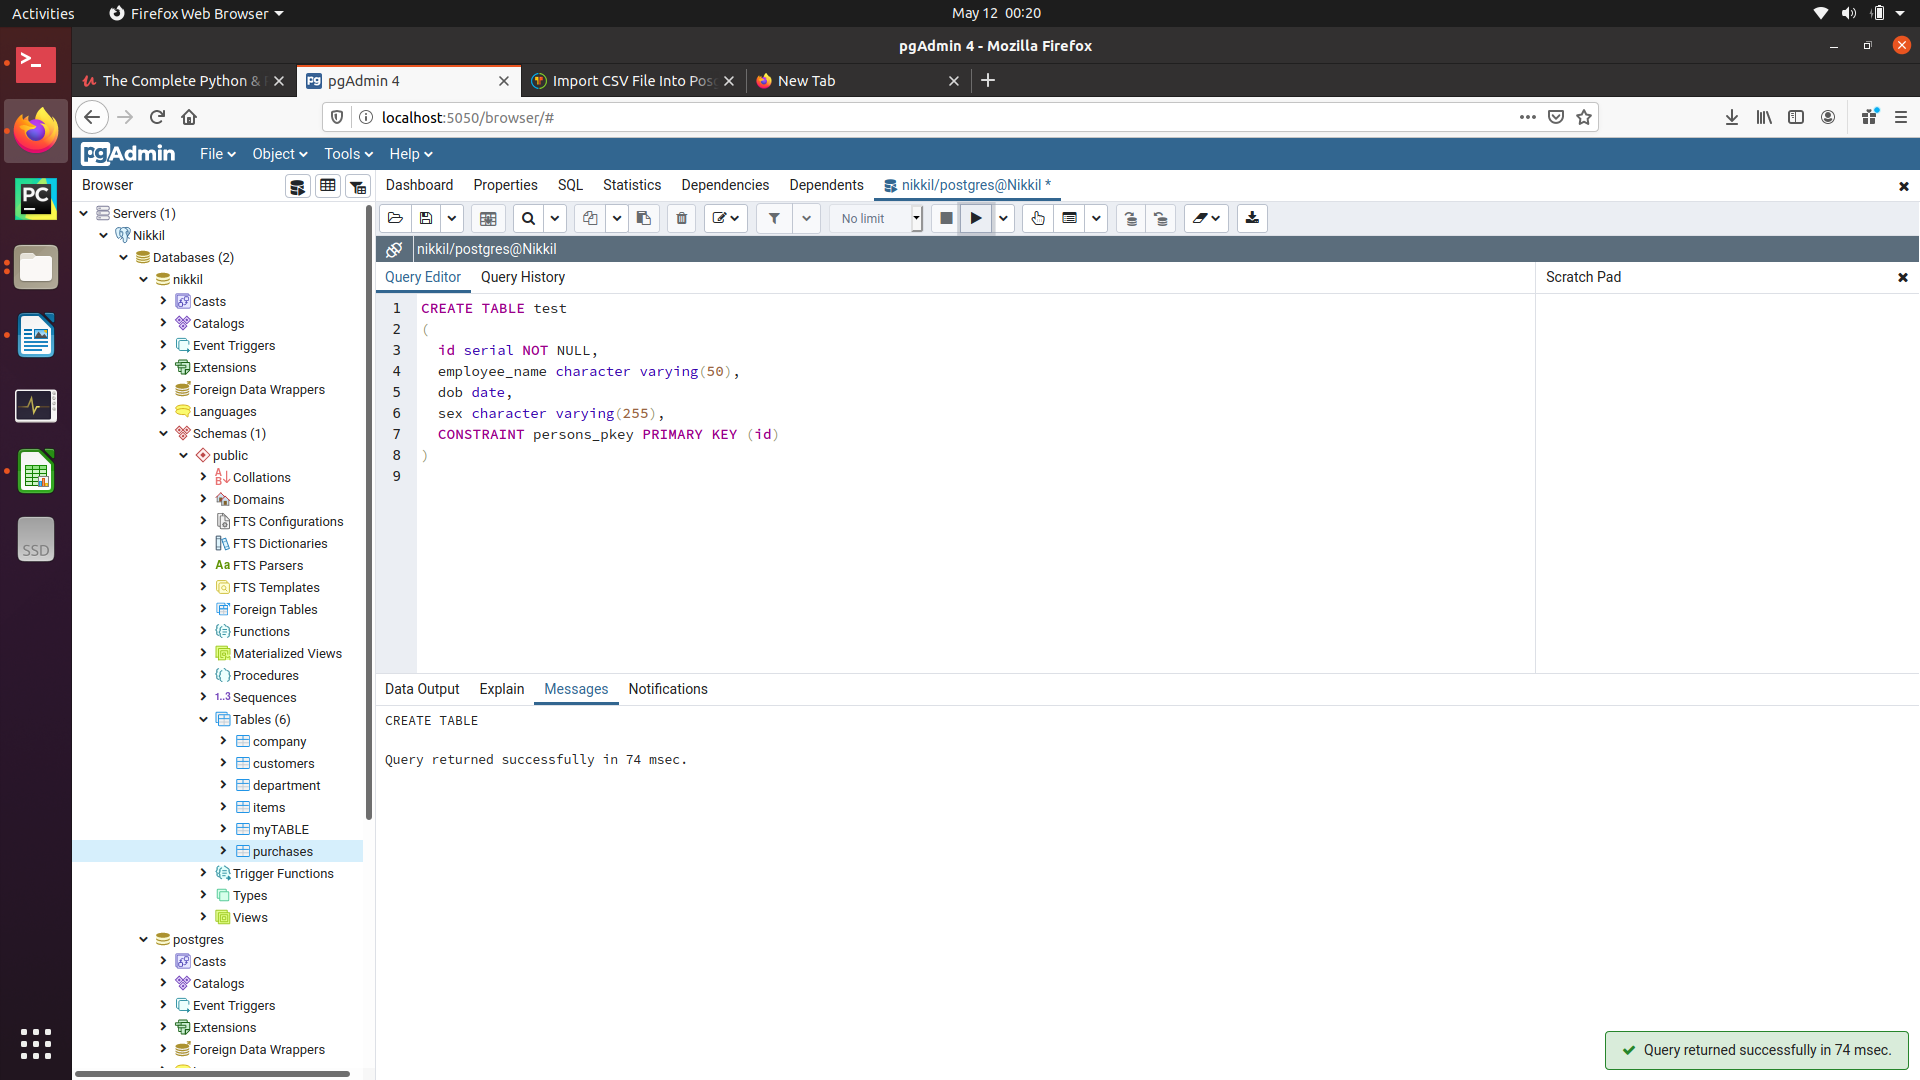 Activities
Firefox Web Browser
May 12 00:20
pgAdmin 4 - Mozilla Firefox
The Complete Python &
pgAdmin 4
Import CSV File Into Pos
New Tab
localhost:5050/browser/#
pgAdmin
File
Object
Tools
Help
Browser
Dashboard
Properties
SQL
Statistics
Dependencies
Dependents
nikkil/postgres@Nikkil *
No limit
nikkil/postgres@Nikkil
Query Editor
Query History
Scratch Pad
Servers (1)
Nikkil
Databases (2)
nikkil
Casts
Catalogs
Event Triggers
Extensions
Foreign Data Wrappers
Languages
Schemas (1)
public
Collations
Domains
FTS Configurations
FTS Dictionaries
Aa FTS Parsers
FTS Templates
Foreign Tables
Functions
Materialized Views
Procedures
1..3 Sequences
Tables (6)
company
customers
department
items
myTABLE
purchases
Trigger Functions
Types
Views
postgres
Casts
Catalogs
Event Triggers
Extensions
Foreign Data Wrappers
1 CREATE TABLE test
2 (
3 id serial NOT NULL,
4 employee_name character varying(50),
5 dob date,
6 sex character varying(255),
7 CONSTRAINT persons_pkey PRIMARY KEY (id)
8 )
9
Data Output
Explain
Messages
Notifications
CREATE TABLE
Query returned successfully in 74 msec.
Query returned successfully in 74 msec.
PC
SSD